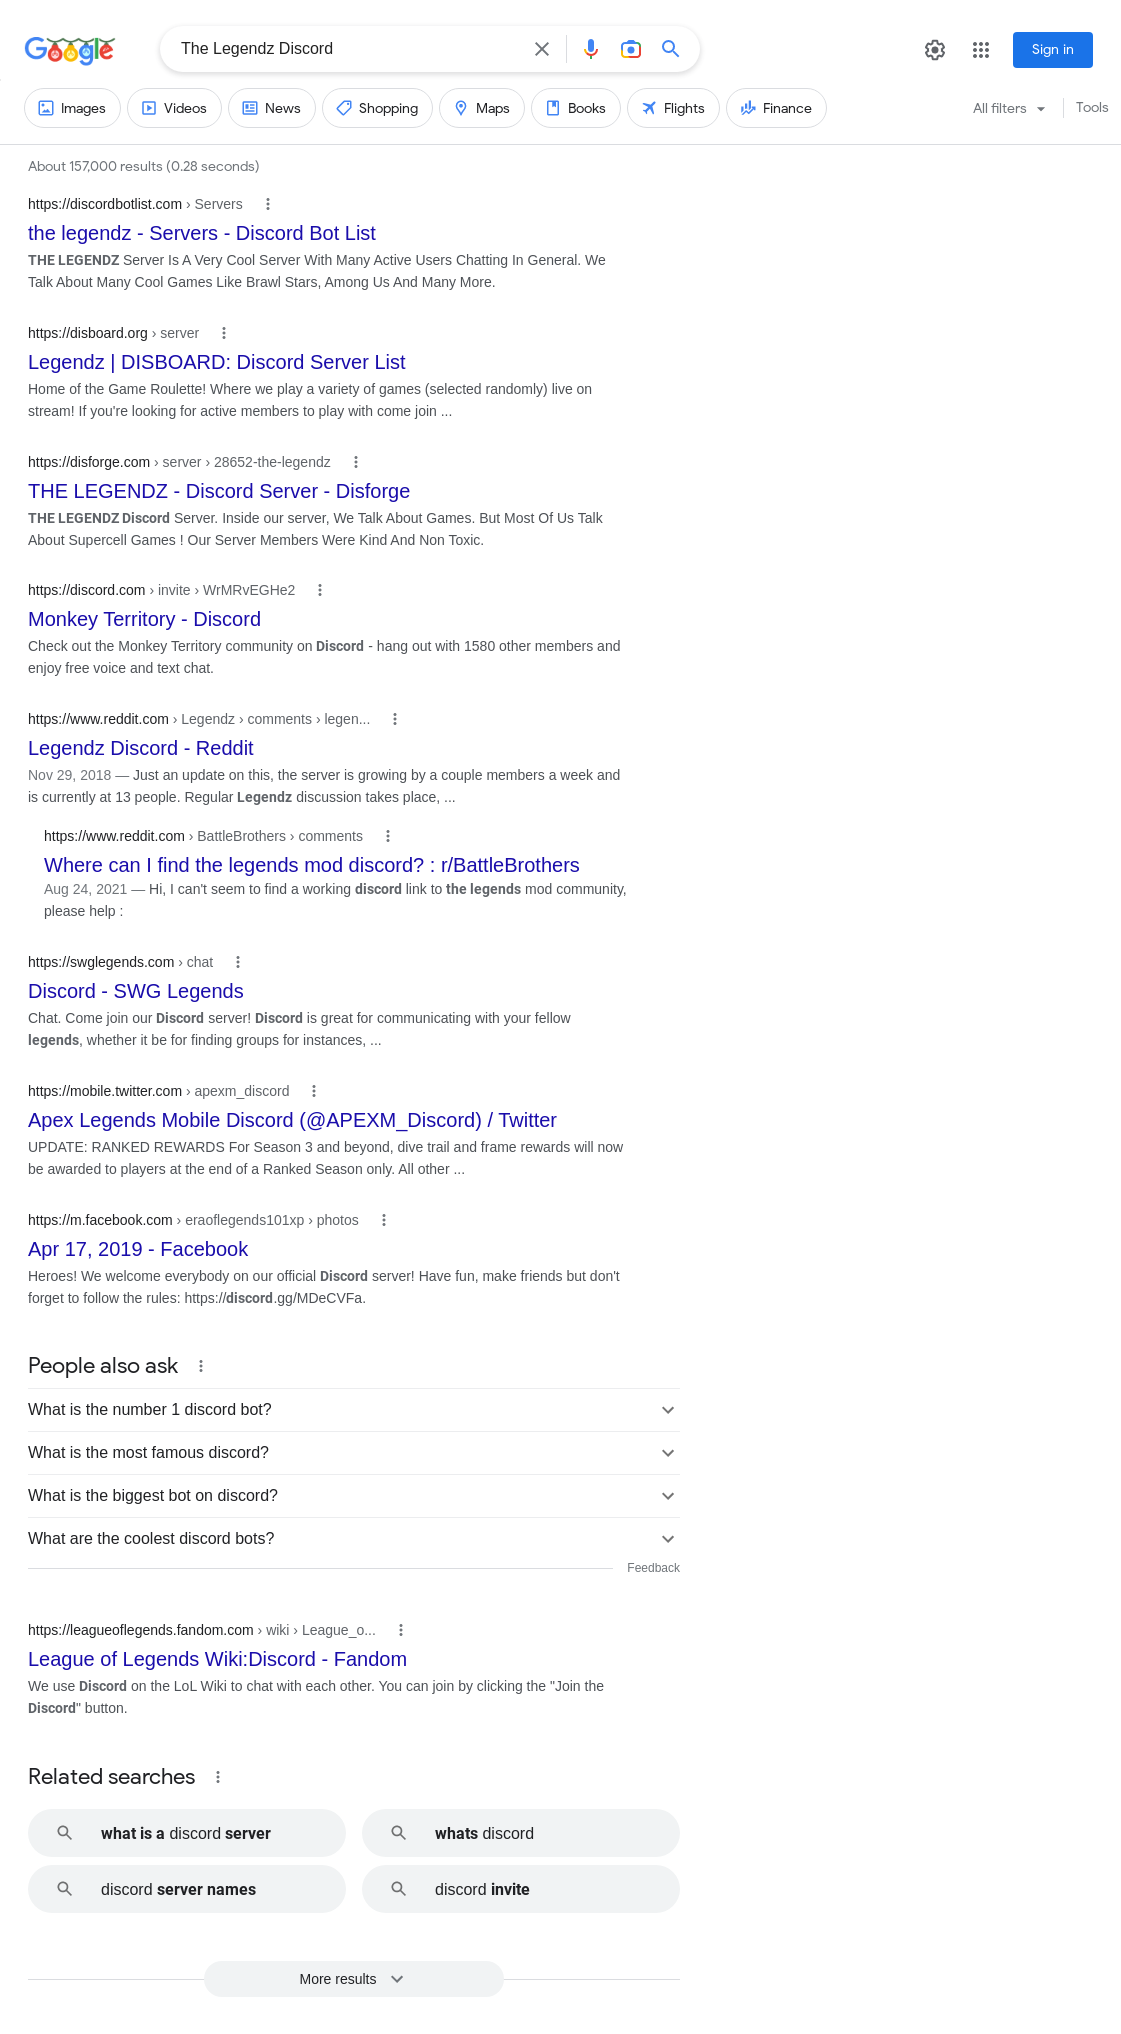 Google
The Legendz Discord
Sign in
Images
Videos
News
Shopping
Maps
Books
Flights
Finance
All filters
Tools
About 157,000 results (0.28 seconds)
https://discordbotlist.com › Servers
the legendz - Servers - Discord Bot List
THE LEGENDZ Server Is A Very Cool Server With Many Active Users Chatting In General. We
Talk About Many Cool Games Like Brawl Stars, Among Us And Many More.
https://disboard.org › server
Legendz | DISBOARD: Discord Server List
Home of the Game Roulette! Where we play a variety of games (selected randomly) live on
stream! If you're looking for active members to play with come join ...
https://disforge.com › server › 28652-the-legendz
THE LEGENDZ - Discord Server - Disforge
THE LEGENDZ Discord Server. Inside our server, We Talk About Games. But Most Of Us Talk
About Supercell Games ! Our Server Members Were Kind And Non Toxic.
https://discord.com › invite › WrMRvEGHe2
Monkey Territory - Discord
Check out the Monkey Territory community on Discord - hang out with 1580 other members and
enjoy free voice and text chat.
https://www.reddit.com › Legendz › comments › legen...
Legendz Discord - Reddit
Nov 29, 2018 — Just an update on this, the server is growing by a couple members a week and
is currently at 13 people. Regular Legendz discussion takes place, ...
https://www.reddit.com › BattleBrothers › comments
Where can I find the legends mod discord? : r/BattleBrothers
Aug 24, 2021 — Hi, I can't seem to find a working discord link to the legends mod community,
please help :
https://swglegends.com › chat
Discord - SWG Legends
Chat. Come join our Discord server! Discord is great for communicating with your fellow
legends, whether it be for finding groups for instances, ...
https://mobile.twitter.com › apexm_discord
Apex Legends Mobile Discord (@APEXM_Discord) / Twitter
UPDATE: RANKED REWARDS For Season 3 and beyond, dive trail and frame rewards will now
be awarded to players at the end of a Ranked Season only. All other ...
https://m.facebook.com › eraoflegends101xp › photos
Apr 17, 2019 - Facebook
Heroes! We welcome everybody on our official Discord server! Have fun, make friends but don't
forget to follow the rules: https://discord.gg/MDeCVFa.
People also ask
What is the number 1 discord bot?
What is the most famous discord?
What is the biggest bot on discord?
What are the coolest discord bots?
Feedback
https://leagueoflegends.fandom.com › wiki › League_o...
League of Legends Wiki:Discord - Fandom
We use Discord on the LoL Wiki to chat with each other. You can join by clicking the "Join the
Discord" button.
Related searches
what is a discord server
whats discord
discord server names
discord invite
More results